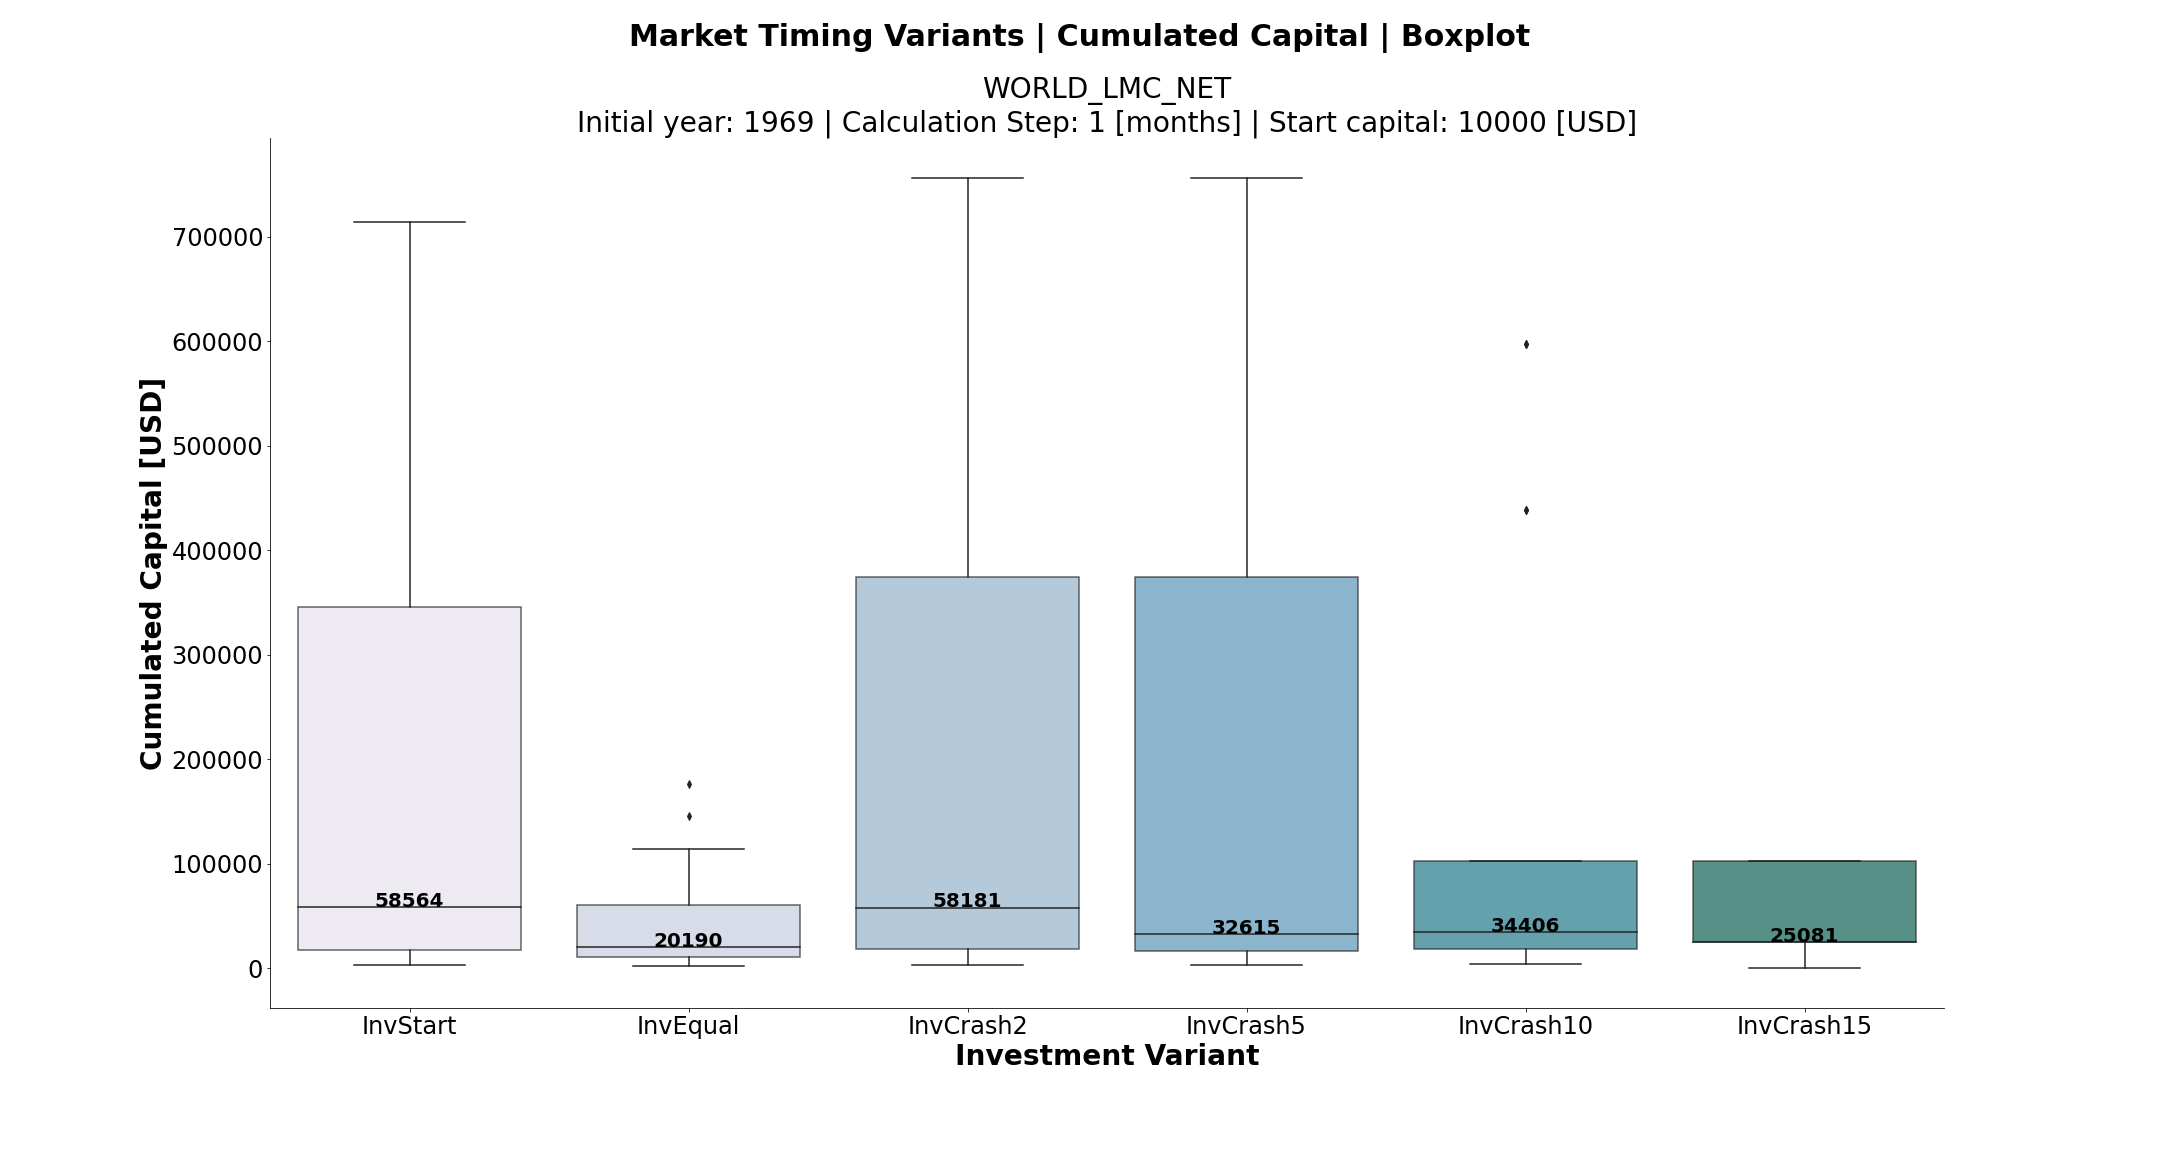 Market Timing Variants | Cumulated Capital | Boxplot
WORLD_LMC_NET
Initial year: 1969 | Calculation Step: 1 [months] | Start capital: 10000 [USD]
Cumulated Capital [USD]
700000
600000
500000
400000
300000
200000
100000
0
58564
20190
58181
32615
34406
25081
InvStart
InvEqual
InvCrash2
InvCrash5
InvCrash10
InvCrash15
Investment Variant